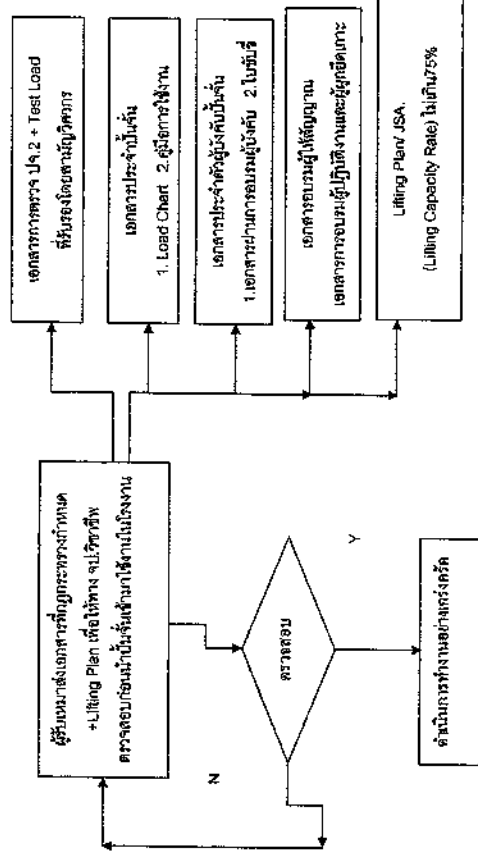 ผู้รับเหมาส่งเอกสารที่กฎกระทรวงกำหนด
+Lifting Plan เพื่อให้ทาง จป.วิชาชีพ
ตรวจสอบก่อนนำปั้นจั่นเข้ามาใช้งานในโรงงาน
ตรวจสอบ
N
Y
ดำเนินการทำงานอย่างเคร่งครัด
เอกสารการตรวจ ปจ.2 + Test Load
ที่รับรองโดยสามัญวิศวกร
เอกสารประจำปั้นจั่น
1. Load Chart 2.คู่มือการใช้งาน
เอกสารประจำตัวผู้บังคับปั้นจั่น
1.เอกสารผ่านการอบรมผู้บังคับ 2.ใบขับขี่
เอกสารอบรมผู้ให้สัญญาณ
เอกสารการอบรมผู้ปฏิบัติงานและผู้ผูกยึดเกาะ
Lifting Plan/ JSA.
(Lifting Capacity Rate) ไม่เกิน75%